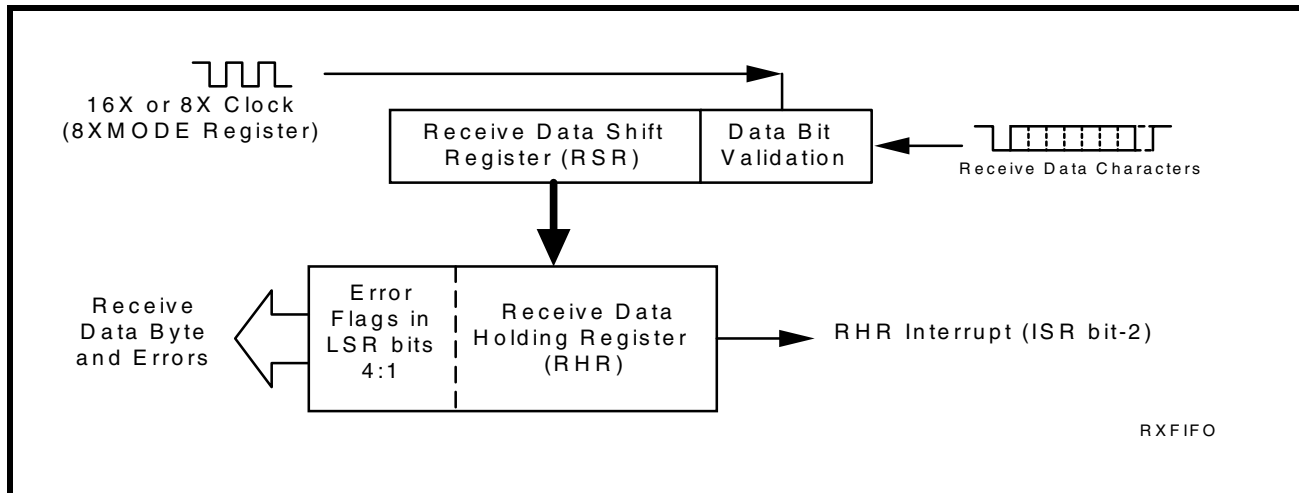 16X or 8X Clock
(8XMODE Register)
Receive Data Shift
Register (RSR)
Data Bit
Validation
Receive Data Characters
Receive
Data Byte
and Errors
Error
Flags in
LSR bits
4:1
Receive Data
Holding Register
(RHR)
RHR Interrupt (ISR bit-2)
RXFIFO